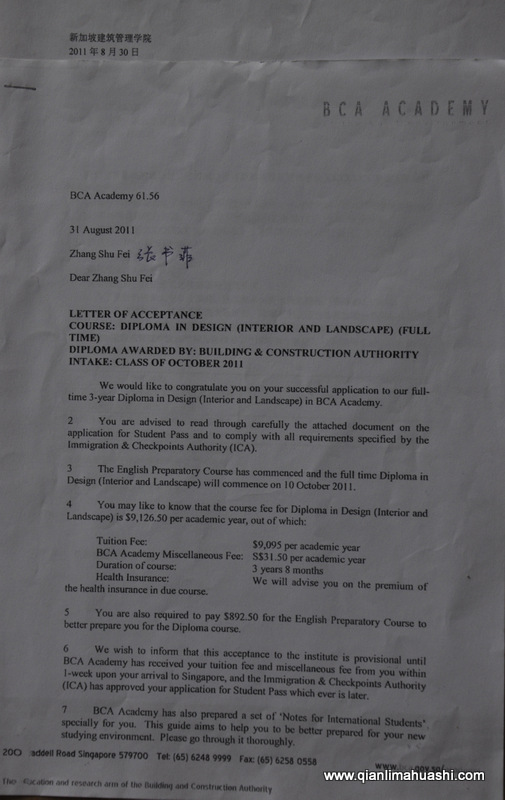 新加坡建筑管理学院
2011 年 8 月 30 日
BCA ACADEMY
BCA Academy 61.56
31 August 2011
Zhang Shu Fei 张书菲
Dear Zhang Shu Fei
LETTER OF ACCEPTANCE
COURSE: DIPLOMA IN DESIGN (INTERIOR AND LANDSCAPE) (FULL
TIME)
DIPLOMA AWARDED BY: BUILDING & CONSTRUCTION AUTHORITY
INTAKE: CLASS OF OCTOBER 2011
We would like to congratulate you on your successful application to our full-
time 3-year Diploma in Design (Interior and Landscape) in BCA Academy.
2 You are advised to read through carefully the attached document on the
application for Student Pass and to comply with all requirements specified by the
Immigration & Checkpoints Authority (ICA).
3 The English Preparatory Course has commenced and the full time Diploma in
Design (Interior and Landscape) will commence on 10 October 2011.
4 You may like to know that the course fee for Diploma in Design (Interior and
Landscape) is $9,126.50 per academic year, out of which:
Tuition Fee: $9,095 per academic year
BCA Academy Miscellaneous Fee: S$31.50 per academic year
Duration of course: 3 years 8 months
Health Insurance: We will advise you on the premium of
the health insurance in due course.
5 You are also required to pay $892.50 for the English Preparatory Course to
better prepare you for the Diploma course.
6 We wish to inform that this acceptance to the institute is provisional until
BCA Academy has received your tuition fee and miscellaneous fee from you within
1-week upon your arrival to Singapore, and the Immigration & Checkpoints Authority
(ICA) has approved your application for Student Pass which ever is later.
7 BCA Academy has also prepared a set of 'Notes for International Students'
specially for you. This guide aims to help you to be better prepared for your new
studying environment. Please go through it thoroughly.
200 addell Road Singapore 579700 Tel: (65) 6248 9999 Fax: (65) 6258 0558
www.qianlimahuashi.com
The education and research arm of the Building and Construction Authority